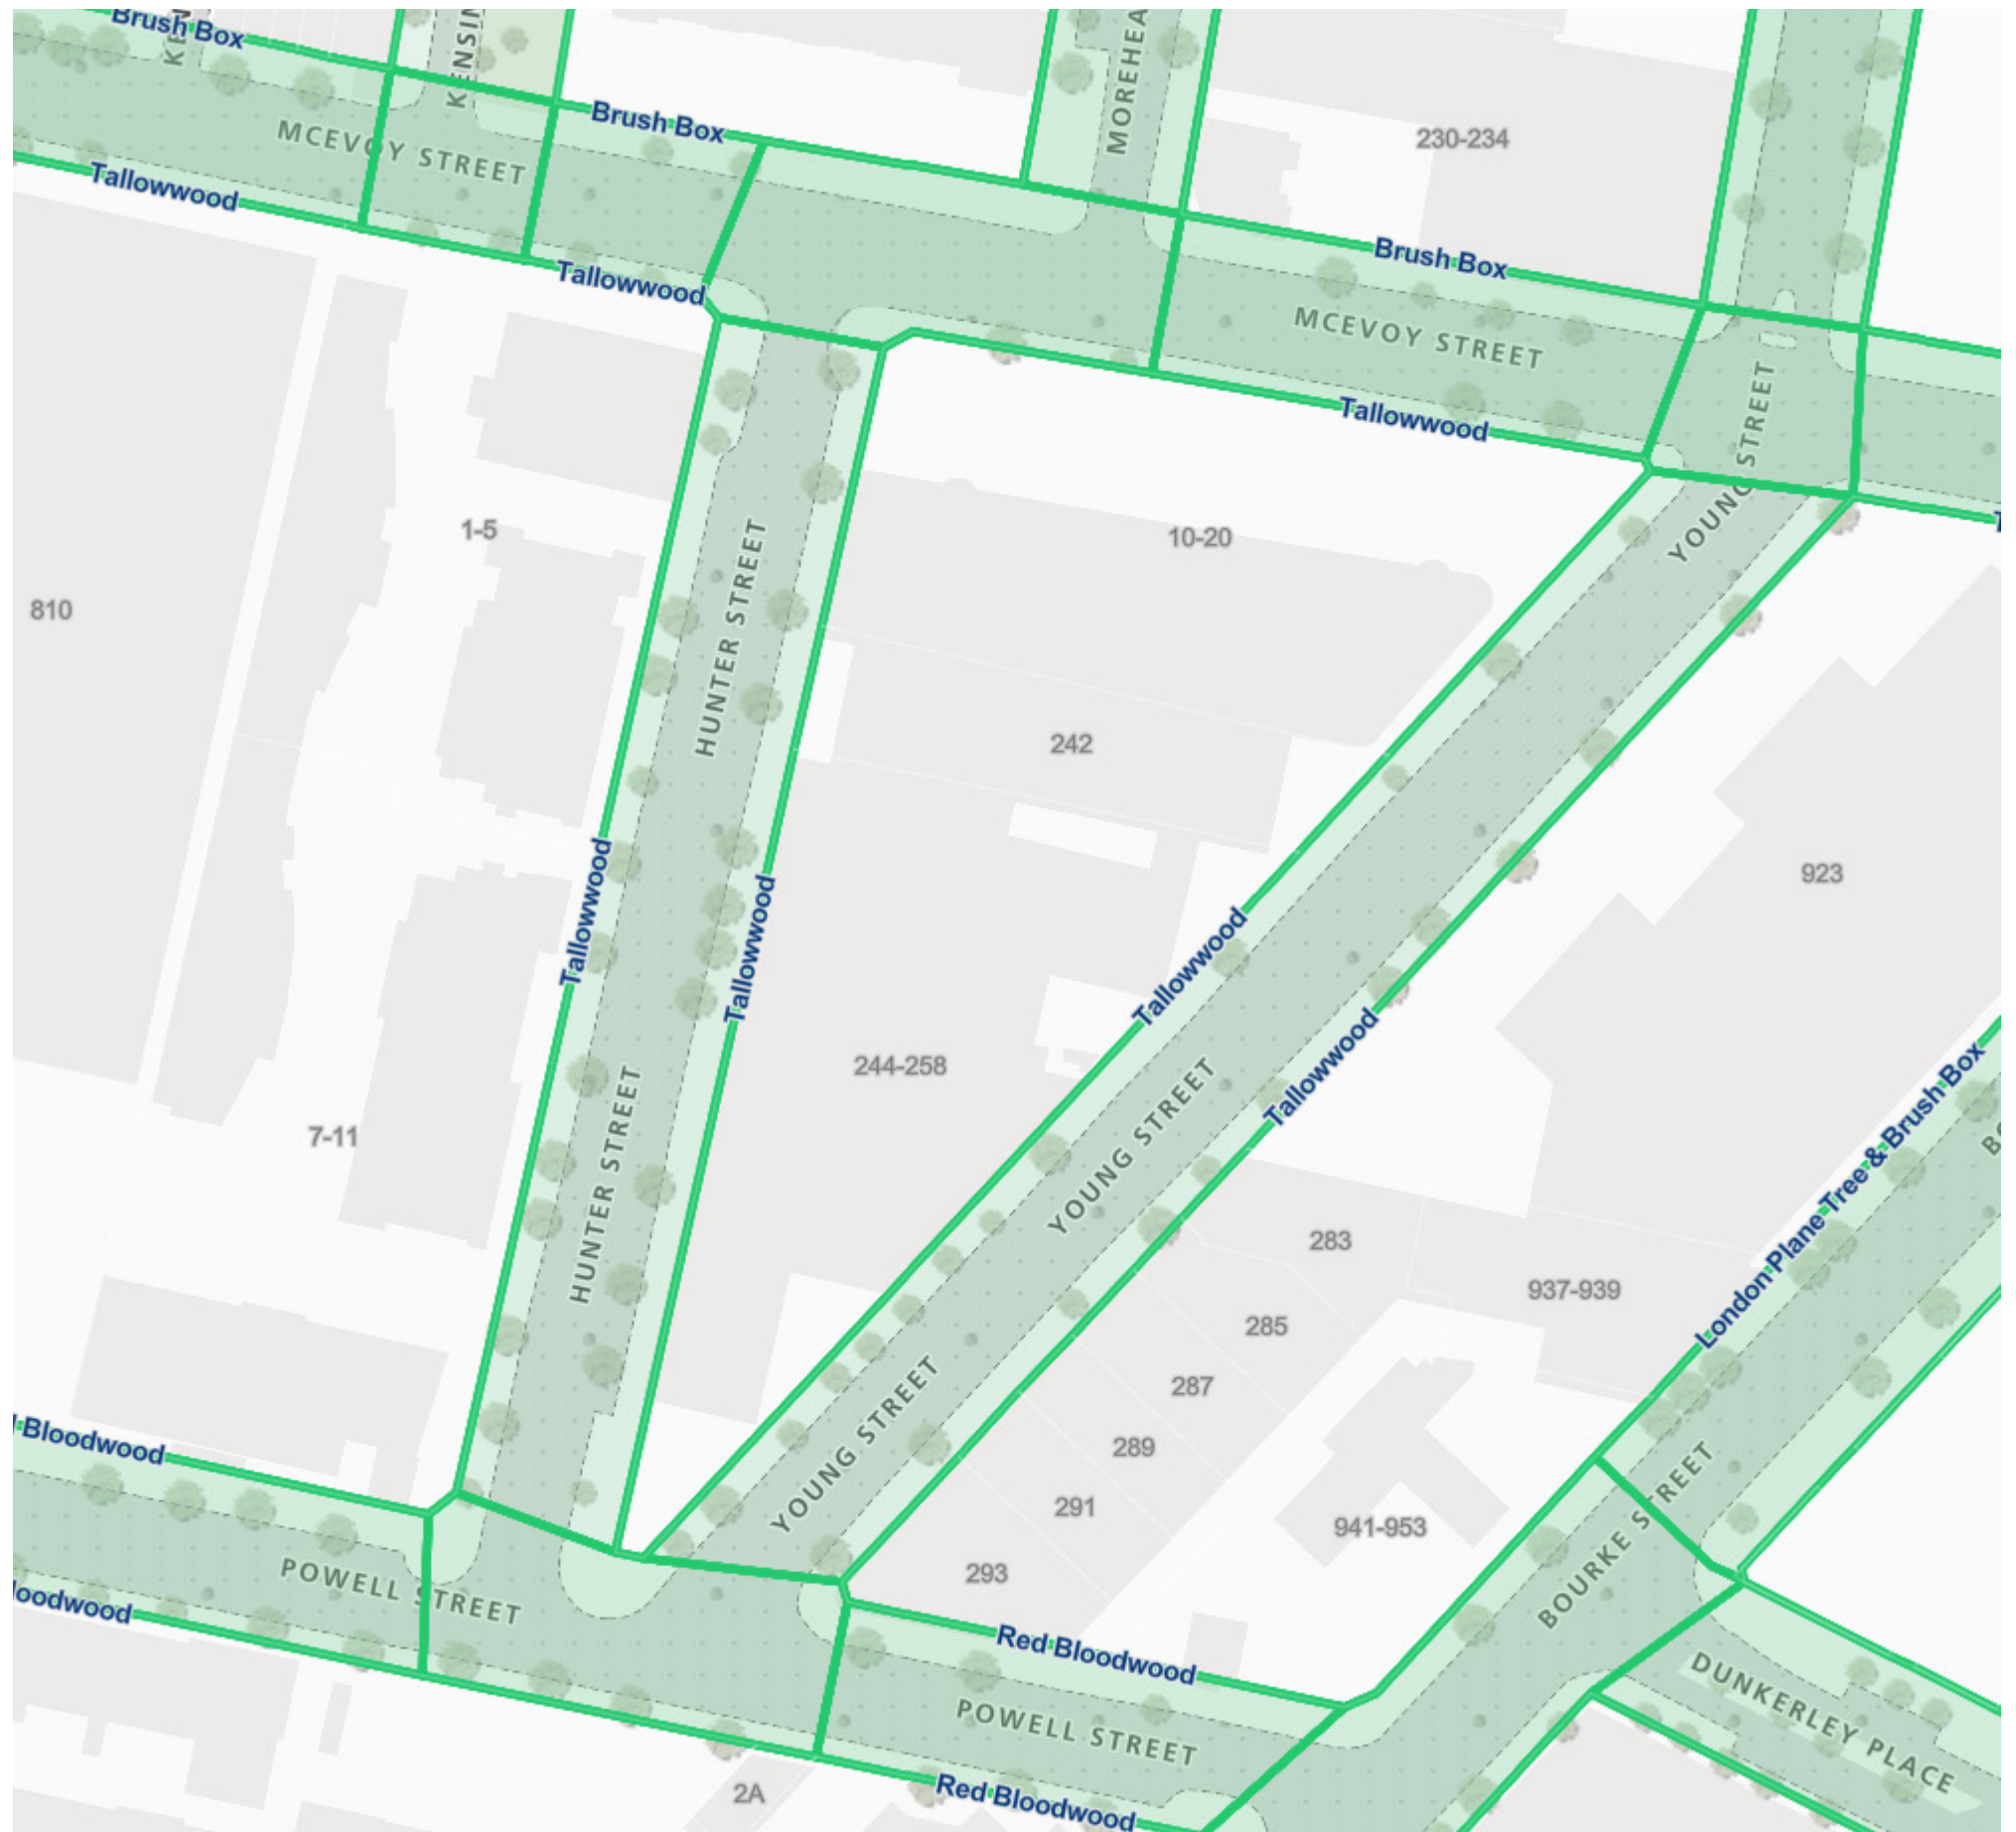 Brush Box
MCEVOY STREET
Tallowwood
Brush Box
230-234
Tallowwood
Brush Box
MCEVOY STREET
Tallowwood
YOUNG STREET
1-5
10-20
810
HUNTER STREET
242
923
Tallowwood
Tallowwood
Tallowwood
Tallowwood
244-258
7-11
HUNTER STREET
YOUNG STREET
London Plane Tree & Brush Box
283
937-939
285
287
YOUNG STREET
289
291
941-953
293
BOURKE STREET
Bloodwood
POWELL STREET
Red Bloodwood
POWELL STREET
DUNKERLEY PLACE
2A
Red Bloodwood